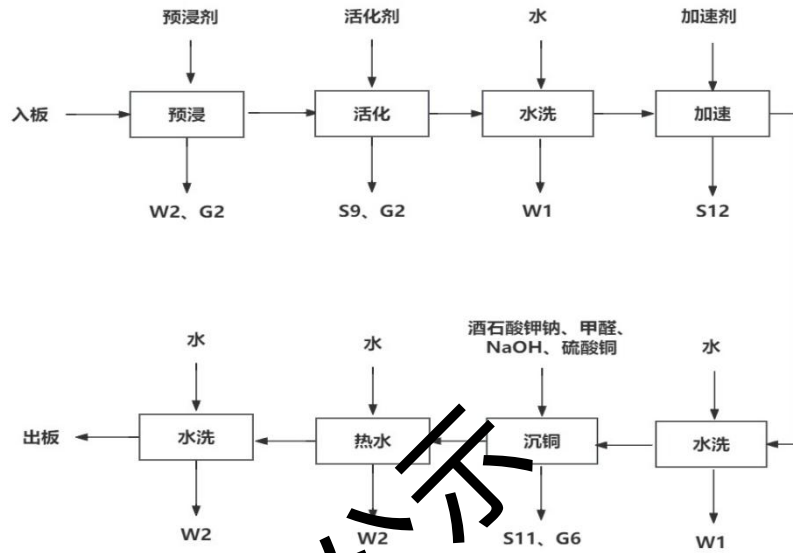 预浸剂 活化剂 水 加速剂
入板 预浸 活化 水洗 加速
W2、G2 S9、G2 W1 S12
酒石酸钾钠、甲醛、
水 水 NaOH、硫酸铜 水
出板 水洗 热水 沉铜 水洗
W2 W2 S11、G6 W1
示